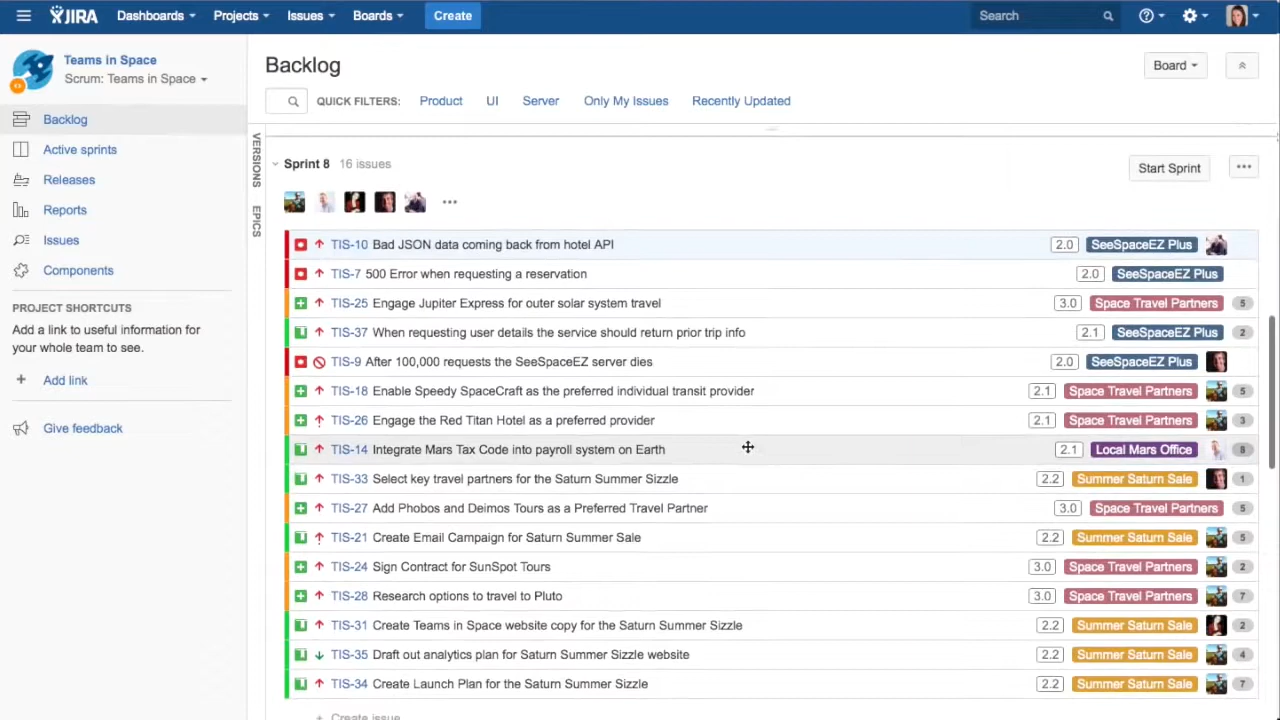 JIRA Dashboards Projects Issues Boards Create Search
Teams in Space
Scrum: Teams in Space
Backlog
Active sprints
Releases
Reports
Issues
Components
PROJECT SHORTCUTS
Add a link to useful information for
your whole team to see.
+ Add link
Give feedback
Backlog
Board
QUICK FILTERS: Product UI Server Only My Issues Recently Updated
VERSIONS
EPICS
Sprint 8 16 issues
Start Sprint
TIS-10 Bad JSON data coming back from hotel API 2.0 SeeSpaceEZ Plus
TIS-7 500 Error when requesting a reservation 2.0 SeeSpaceEZ Plus
TIS-25 Engage Jupiter Express for outer solar system travel 3.0 Space Travel Partners 5
TIS-37 When requesting user details the service should return prior trip info 2.1 SeeSpaceEZ Plus 2
TIS-9 After 100,000 requests the SeeSpaceEZ server dies 2.0 SeeSpaceEZ Plus
TIS-18 Enable Speedy SpaceCraft as the preferred individual transit provider 2.1 Space Travel Partners 5
TIS-26 Engage the Red Titan Hotel as a preferred provider 2.1 Space Travel Partners 3
TIS-14 Integrate Mars Tax Code into payroll system on Earth 2.1 Local Mars Office 8
TIS-33 Select key travel partners for the Saturn Summer Sizzle 2.2 Summer Saturn Sale 1
TIS-27 Add Phobos and Deimos Tours as a Preferred Travel Partner 3.0 Space Travel Partners 5
TIS-21 Create Email Campaign for Saturn Summer Sale 2.2 Summer Saturn Sale 5
TIS-24 Sign Contract for SunSpot Tours 3.0 Space Travel Partners 2
TIS-28 Research options to travel to Pluto 3.0 Space Travel Partners 7
TIS-31 Create Teams in Space website copy for the Saturn Summer Sizzle 2.2 Summer Saturn Sale 2
TIS-35 Draft out analytics plan for Saturn Summer Sizzle website 2.2 Summer Saturn Sale 4
TIS-34 Create Launch Plan for the Saturn Summer Sizzle 2.2 Summer Saturn Sale 7
+ Create issue